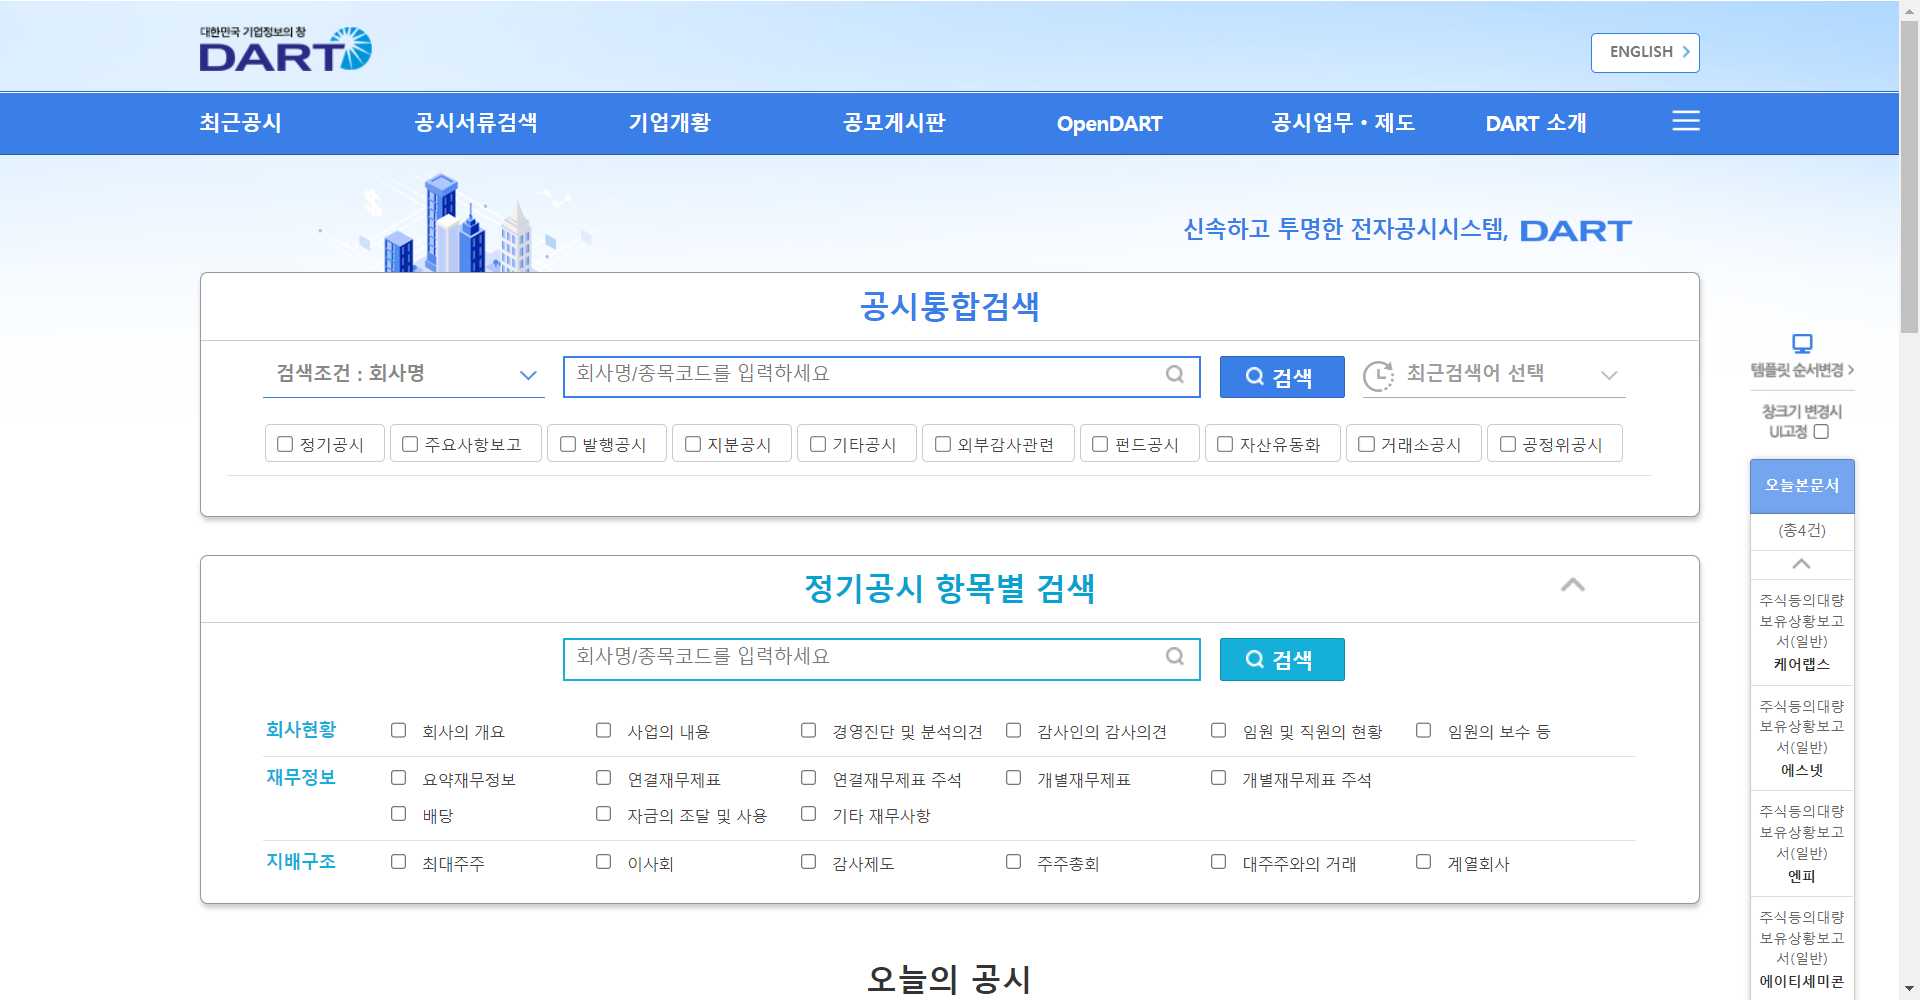 대한민국 기업정보의 창
DART
ENGLISH
최근공시 공시서류검색 기업개황 공모게시판 OpenDART 공시업무・제도 DART 소개
신속하고 투명한 전자공시시스템, DART
공시통합검색
검색조건 : 회사명 회사명/종목코드를 입력하세요 검색 최근검색어 선택
정기공시 주요사항보고 발행공시 지분공시 기타공시 외부감사관련 펀드공시 자산유동화 거래소공시 공정위공시
정기공시 항목별 검색
회사명/종목코드를 입력하세요 검색
회사현황 회사의 개요 사업의 내용 경영진단 및 분석의견 감사인의 감사의견 임원 및 직원의 현황 임원의 보수 등
재무정보 요약재무정보 연결재무제표 연결재무제표 주석 개별재무제표 개별재무제표 주석
배당 자금의 조달 및 사용 기타 재무사항
지배구조 최대주주 이사회 감사제도 주주총회 대주주와의 거래 계열회사
오늘의 공시
템플릿 순서변경
창크기 변경시
UI고정
오늘본문서
(총4건)
주식등의대량
보유상황보고
서(일반)
케어랩스
주식등의대량
보유상황보고
서(일반)
에스넷
주식등의대량
보유상황보고
서(일반)
엔피
주식등의대량
보유상황보고
서(일반)
에이티세미콘